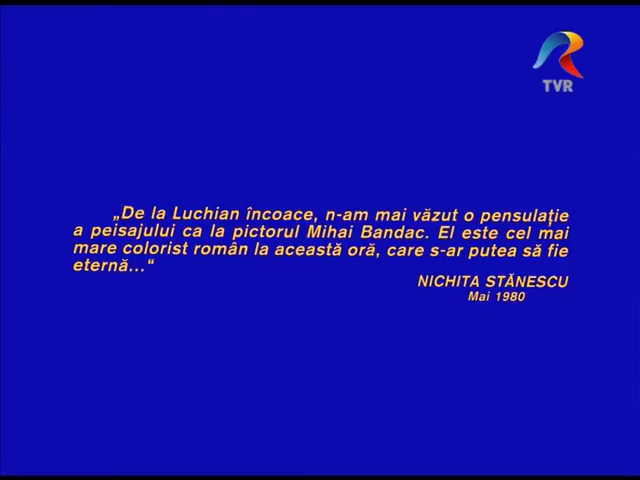 TVR
„De la Luchian încoace, n-am mai văzut o pensulație
a peisajului ca la pictorul Mihai Bandac. El este cel mai
mare colorist român la această oră, care s-ar putea să fie
eternă...“
NICHITA STĂNESCU
Mai 1980